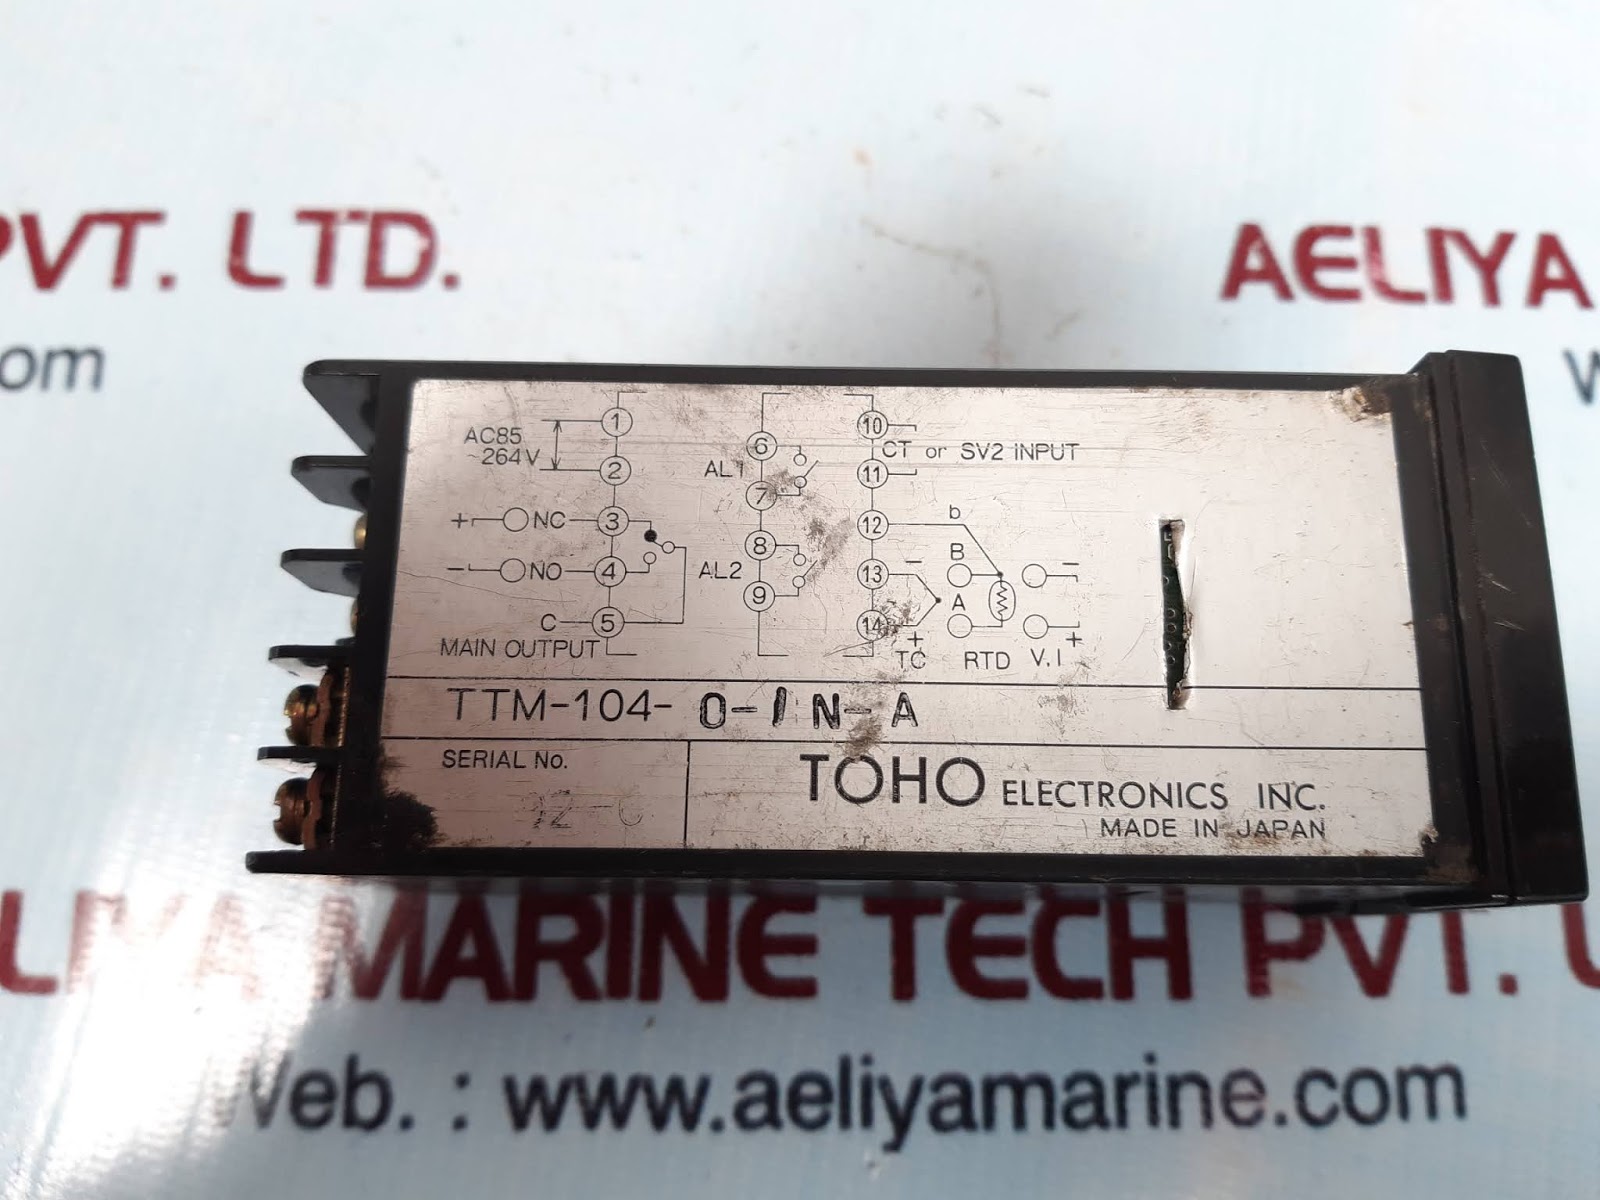 PVT. LTD.
AELIYA
om
AC85
~264V
1
2
+ NC 3
- NO 4
C 5
MAIN OUTPUT
6
AL1
7
8
AL2
9
10
CT or SV2 INPUT
11
12 b
B
13 - -
A
14 + +
TC RTD V.I
TTM-104- 0-1 N-A
SERIAL No.
TOHO ELECTRONICS INC.
MADE IN JAPAN
ELIYA MARINE TECH PVT.
Web. : www.aeliyamarine.com